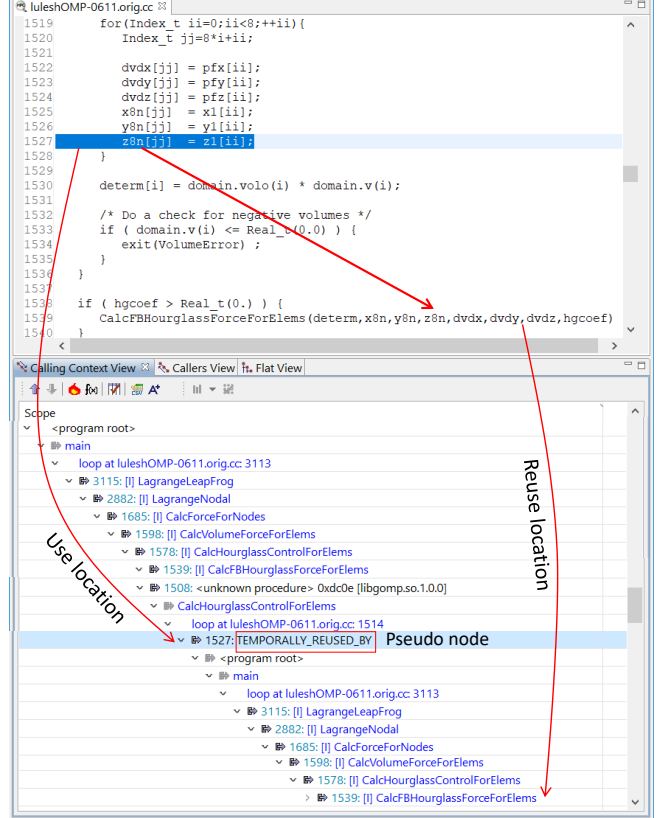 luleshOMP-0611.orig.cc
1519 for(Index_t ii=0;ii<8;++ii){
1520 Index_t jj=8*i+ii;
1521
1522 dvdx[jj] = pfx[ii];
1523 dvdy[jj] = pfy[ii];
1524 dvdz[jj] = pfz[ii];
1525 x8n[jj] = x1[ii];
1526 y8n[jj] = y1[ii];
1527 z8n[jj] = z1[ii];
1528 }
1529
1530 determ[i] = domain.volo(i) * domain.v(i);
1531
1532 /* Do a check for negative volumes */
1533 if ( domain.v(i) <= Real_t(0.0) ) {
1534 exit(VolumeError) ;
1535 }
1536 }
1537
1538 if ( hgcoef > Real_t(0.) ) {
1539 CalcFBHourglassForceForElems(determ,x8n,y8n,z8n,dvdx,dvdy,dvdz,hgcoef)
1540 }
Calling Context View Callers View Flat View
Scope
<program root>
main
loop at luleshOMP-0611.orig.cc: 3113
3115: [I] LagrangeLeapFrog
2882: [I] LagrangeNodal
1685: [I] CalcForceForNodes
1598: [I] CalcVolumeForceForElems
1578: [I] CalcHourglassControlForElems
1539: [I] CalcFBHourglassForceForElems
1508: <unknown procedure> 0xdc0e [libgomp.so.1.0.0]
CalcHourglassControlForElems
loop at luleshOMP-0611.orig.cc: 1514
1527: TEMPORALLY_REUSED_BY Pseudo node
<program root>
main
loop at luleshOMP-0611.orig.cc: 3113
3115: [I] LagrangeLeapFrog
2882: [I] LagrangeNodal
1685: [I] CalcForceForNodes
1598: [I] CalcVolumeForceForElems
1578: [I] CalcHourglassControlForElems
1539: [I] CalcFBHourglassForceForElems
Use location
Reuse location